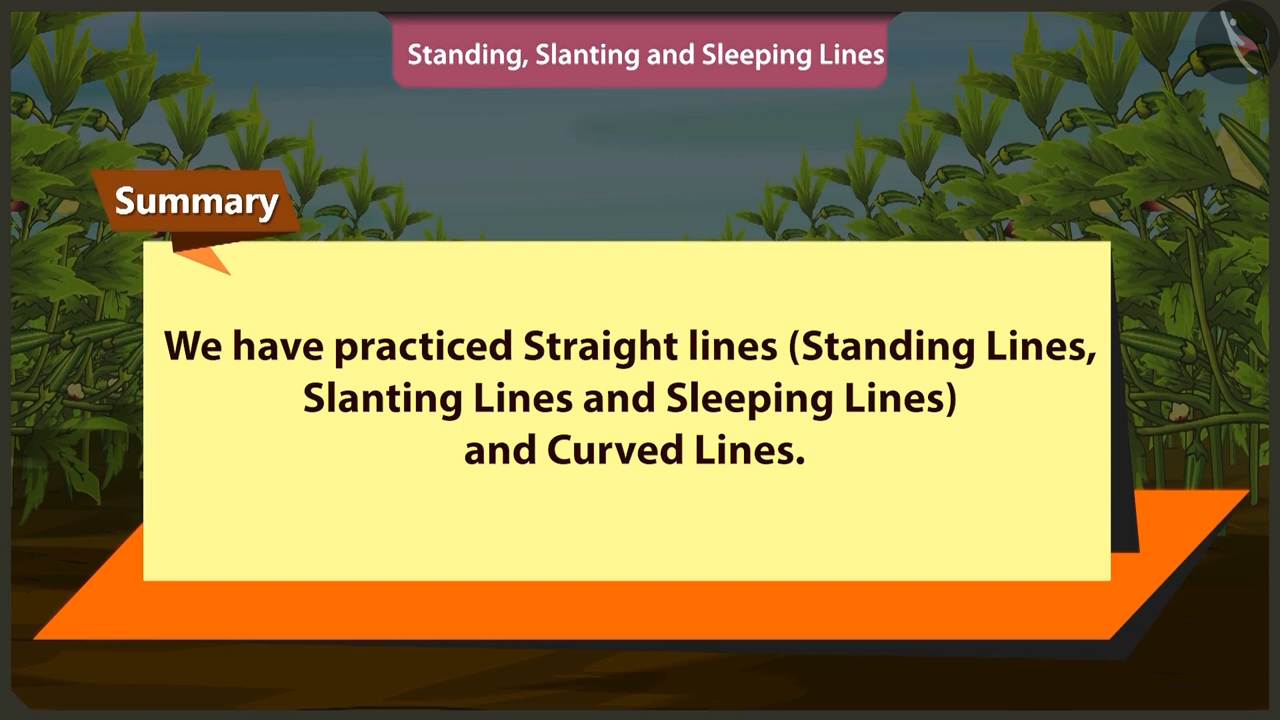 Standing, Slanting and Sleeping Lines
Summary
We have practiced Straight lines (Standing Lines,
Slanting Lines and Sleeping Lines)
and Curved Lines.